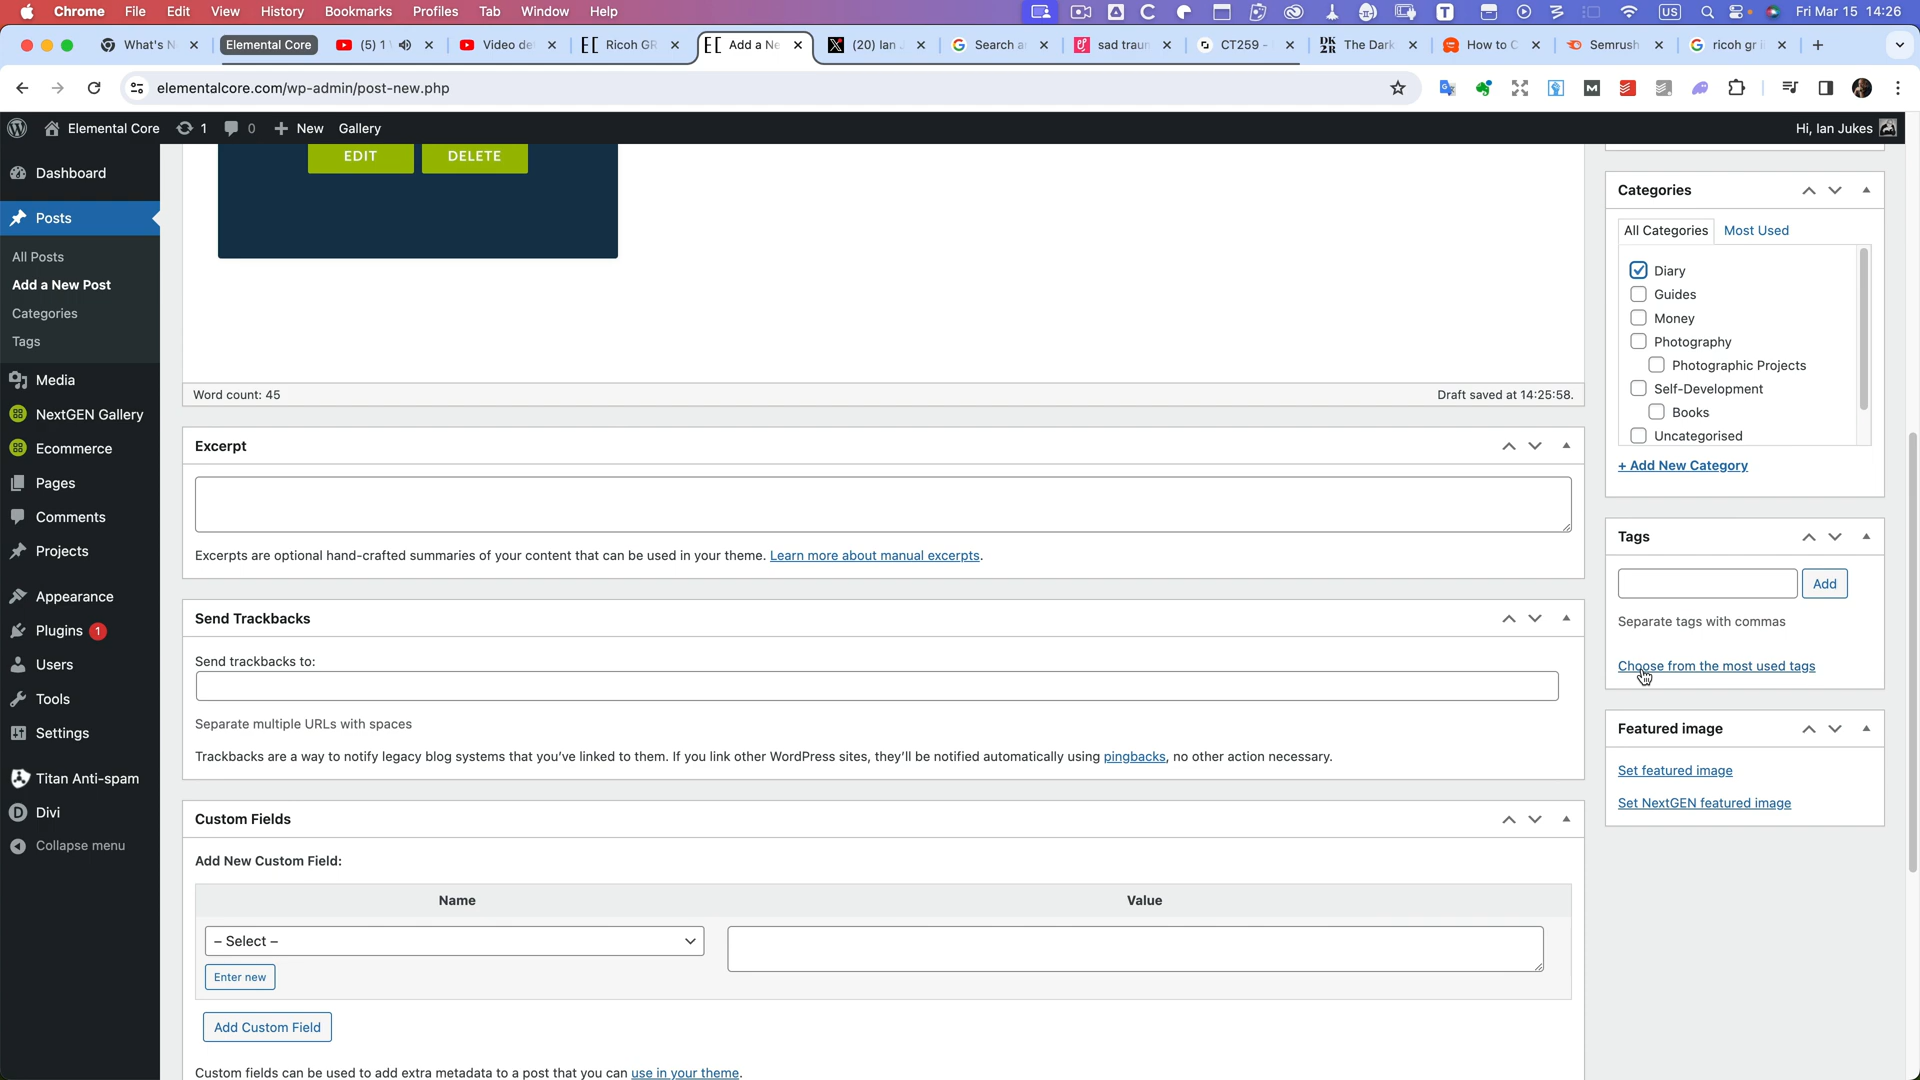 Chrome File Edit View History Bookmarks Profiles Tab Window Help US Fri Mar 15 14:26
What's N Elemental Core (5) 1 Video de Ricoh GR Add a Ne (20) Ian J Search a sad traum CT259 - The Dark How to C Semrush ricoh gr i
elementalcore.com/wp-admin/post-new.php
Elemental Core 1 0 New Gallery Hi, Ian Jukes
Dashboard
Posts
All Posts
Add a New Post
Categories
Tags
Media
NextGEN Gallery
Ecommerce
Pages
Comments
Projects
Appearance
Plugins 1
Users
Tools
Settings
Titan Anti-spam
Divi
Collapse menu
EDIT DELETE
Word count: 45 Draft saved at 14:25:58.
Excerpt
Excerpts are optional hand-crafted summaries of your content that can be used in your theme. Learn more about manual excerpts.
Send Trackbacks
Send trackbacks to:
Separate multiple URLs with spaces
Trackbacks are a way to notify legacy blog systems that you've linked to them. If you link other WordPress sites, they'll be notified automatically using pingbacks, no other action necessary.
Custom Fields
Add New Custom Field:
Name Value
– Select –
Enter new
Add Custom Field
Custom fields can be used to add extra metadata to a post that you can use in your theme.
Categories
All Categories Most Used
Diary
Guides
Money
Photography
Photographic Projects
Self-Development
Books
Uncategorised
+ Add New Category
Tags
Add
Separate tags with commas
Choose from the most used tags
Featured image
Set featured image
Set NextGEN featured image